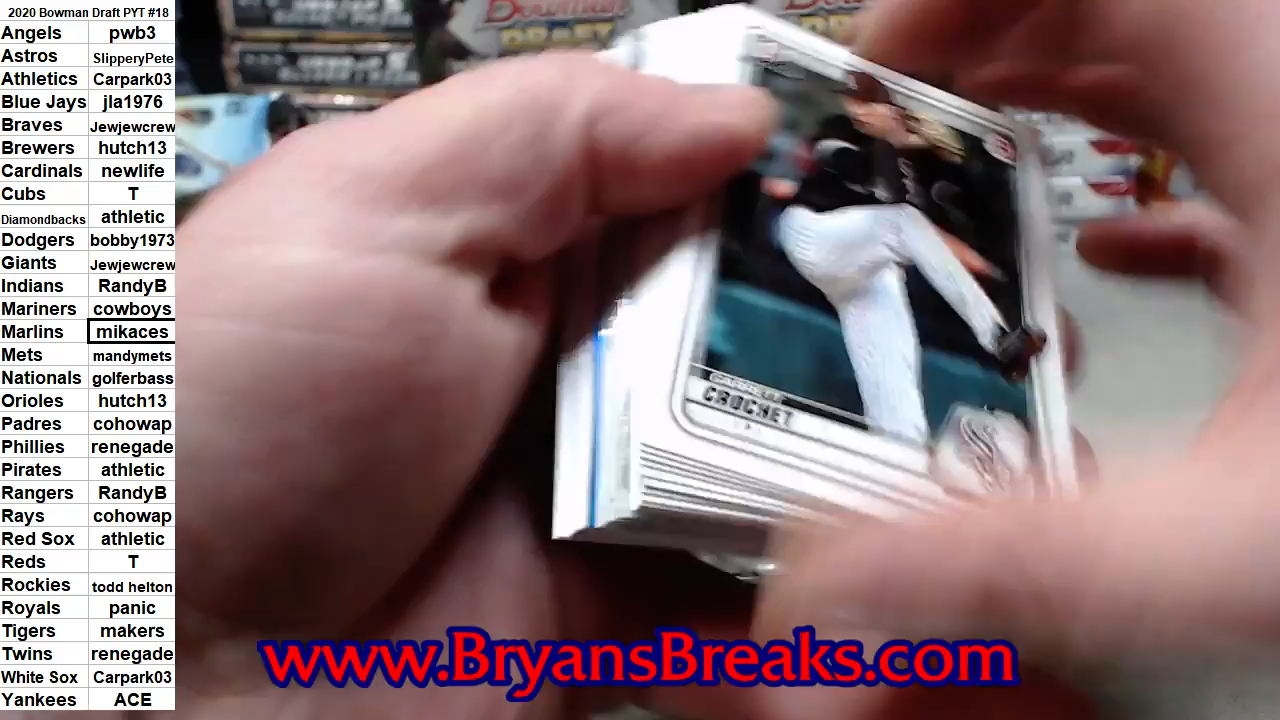 2020 Bowman Draft PYT #18
Angels pwb3
Astros SlipperyPete
Athletics Carpark03
Blue Jays jla1976
Braves Jewjewcrew
Brewers hutch13
Cardinals newlife
Cubs T
Diamondbacks athletic
Dodgers bobby1973
Giants Jewjewcrew
Indians RandyB
Mariners cowboys
Marlins mikaces
Mets mandymets
Nationals golferbass
Orioles hutch13
Padres cohowap
Phillies renegade
Pirates athletic
Rangers RandyB
Rays cohowap
Red Sox athletic
Reds T
Rockies todd helton
Royals panic
Tigers makers
Twins renegade
White Sox Carpark03
Yankees ACE
Bowman
DRAFT
GARRETT
CROCHET
www.BryansBreaks.com